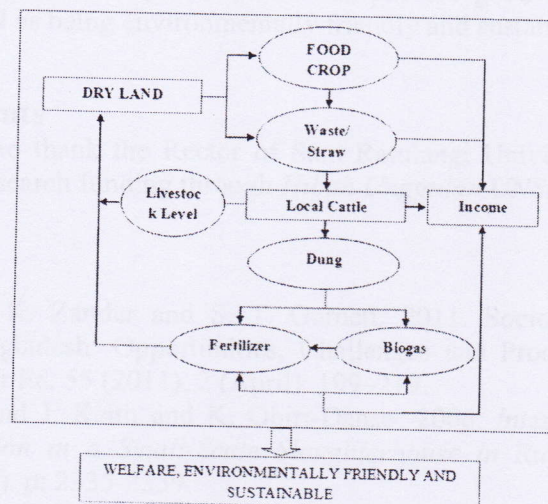 FOOD
CROP
DRY LAND
Waste/
Straw
Livestoc
k Level
Local Cattle
Income
Dung
Fertilizer
Biogas
WELFARE, ENVIRONMENTALLY FRIENDLY AND
SUSTAINABLE